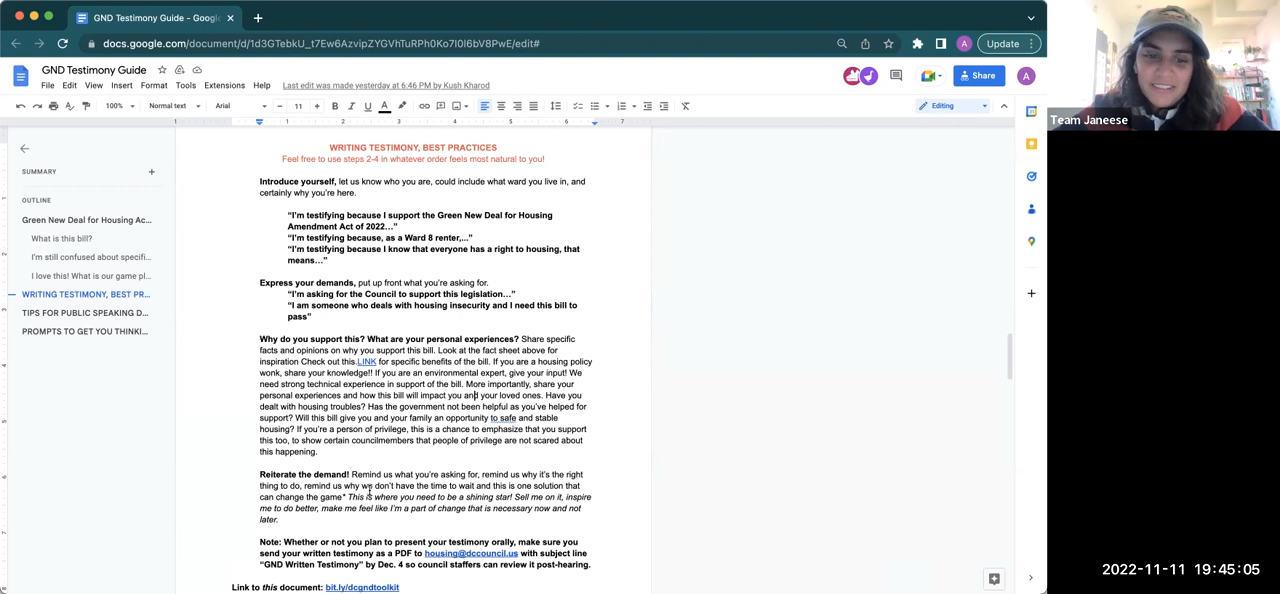 GND Testimony Guide - Googl
docs.google.com/document/d/1d3GTebkU_t7Ew6AzvipZYGVhTuRPh0Ko7I0l6bV8PwE/edit#
A
Update
GND Testimony Guide
File Edit View Insert Format Tools Extensions Help Last edit was made yesterday at 6:46 PM by Kush Kharod
Share
A
100% Normal text Arial 11 B I U A Editing
1 1 2 3 4 5 6 7
SUMMARY
OUTLINE
Green New Deal for Housing Ac...
What is this bill?
I'm still confused about specifi...
I love this! What is our game pl...
WRITING TESTIMONY, BEST PR...
TIPS FOR PUBLIC SPEAKING D...
PROMPTS TO GET YOU THINKI...
WRITING TESTIMONY, BEST PRACTICES
Feel free to use steps 2-4 in whatever order feels most natural to you!
Introduce yourself, let us know who you are, could include what ward you live in, and
certainly why you're here.
"I'm testifying because I support the Green New Deal for Housing
Amendment Act of 2022..."
"I'm testifying because, as a Ward 8 renter,..."
"I'm testifying because I know that everyone has a right to housing, that
means..."
Express your demands, put up front what you're asking for.
"I'm asking for the Council to support this legislation..."
"I am someone who deals with housing insecurity and I need this bill to
pass"
Why do you support this? What are your personal experiences? Share specific
facts and opinions on why you support this bill. Look at the fact sheet above for
inspiration Check out this.LINK for specific benefits of the bill. If you are a housing policy
wonk, share your knowledge!! If you are an environmental expert, give your input! We
need strong technical experience in support of the bill. More importantly, share your
personal experiences and how this bill will impact you and your loved ones. Have you
dealt with housing troubles? Has the government not been helpful as you've helped for
support? Will this bill give you and your family an opportunity to safe and stable
housing? If you're a person of privilege, this is a chance to emphasize that you support
this too, to show certain councilmembers that people of privilege are not scared about
this happening.
Reiterate the demand! Remind us what you're asking for, remind us why it's the right
thing to do, remind us why we don't have the time to wait and this is one solution that
can change the game* This is where you need to be a shining star! Sell me on it, inspire
me to do better, make me feel like I'm a part of change that is necessary now and not
later.
Note: Whether or not you plan to present your testimony orally, make sure you
send your written testimony as a PDF to housing@dccouncil.us with subject line
"GND Written Testimony" by Dec. 4 so council staffers can review it post-hearing.
Link to this document: bit.ly/dcgndtoolkit
Team Janeese
2022-11-11 19:45:05